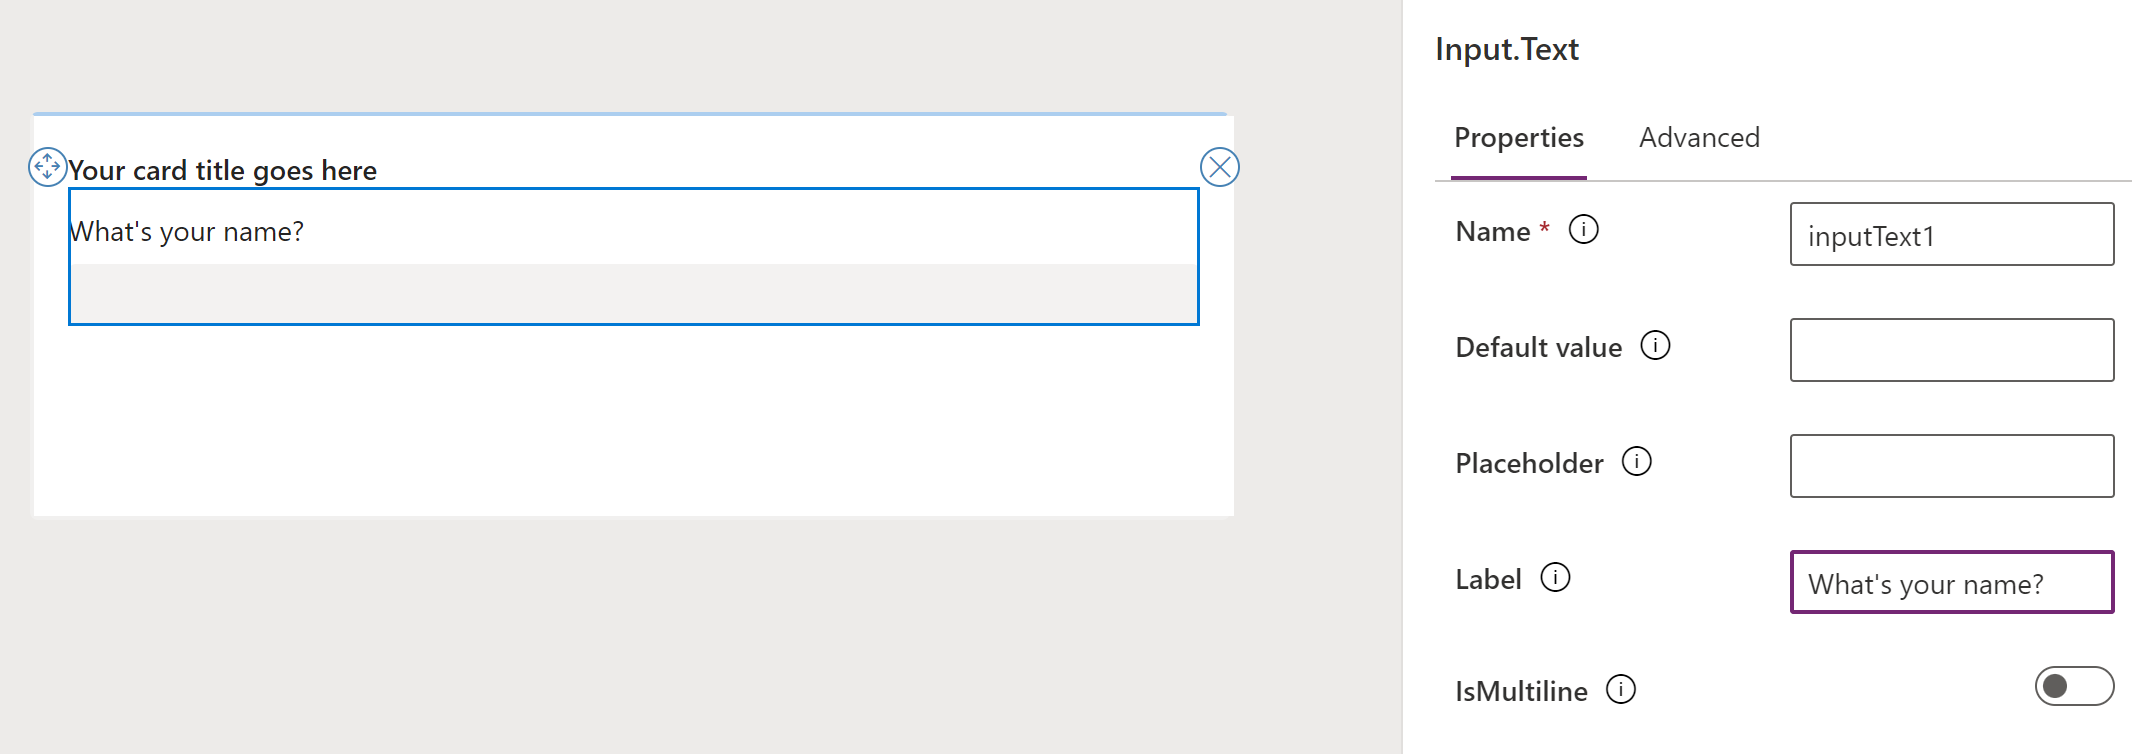 Your card title goes here
What's your name?
Input.Text
Properties Advanced
Name * i inputText1
Default value i
Placeholder i
Label i What's your name?
IsMultiline i